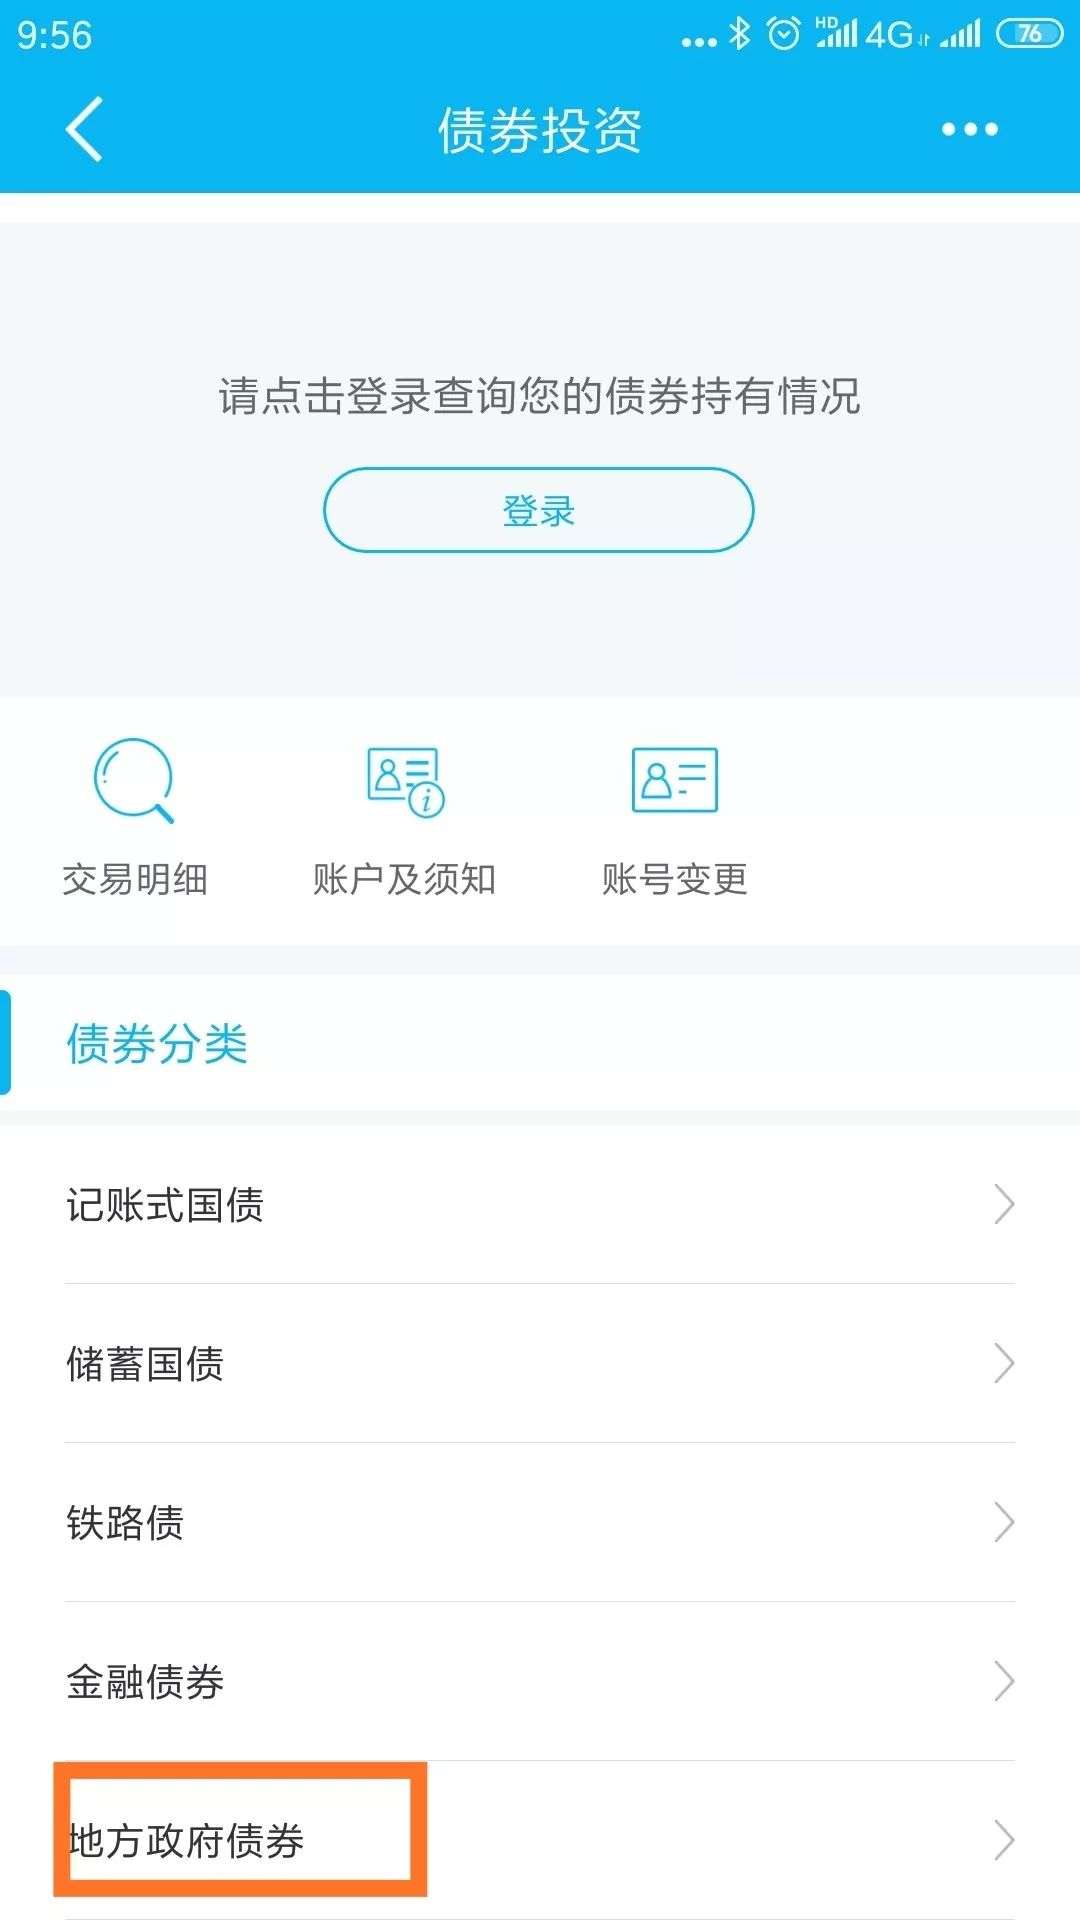 9:56
HD 4G 76
债券投资
请点击登录查询您的债券持有情况
登录
交易明细 账户及须知 账号变更
债券分类
记账式国债
储蓄国债
铁路债
金融债券
地方政府债券